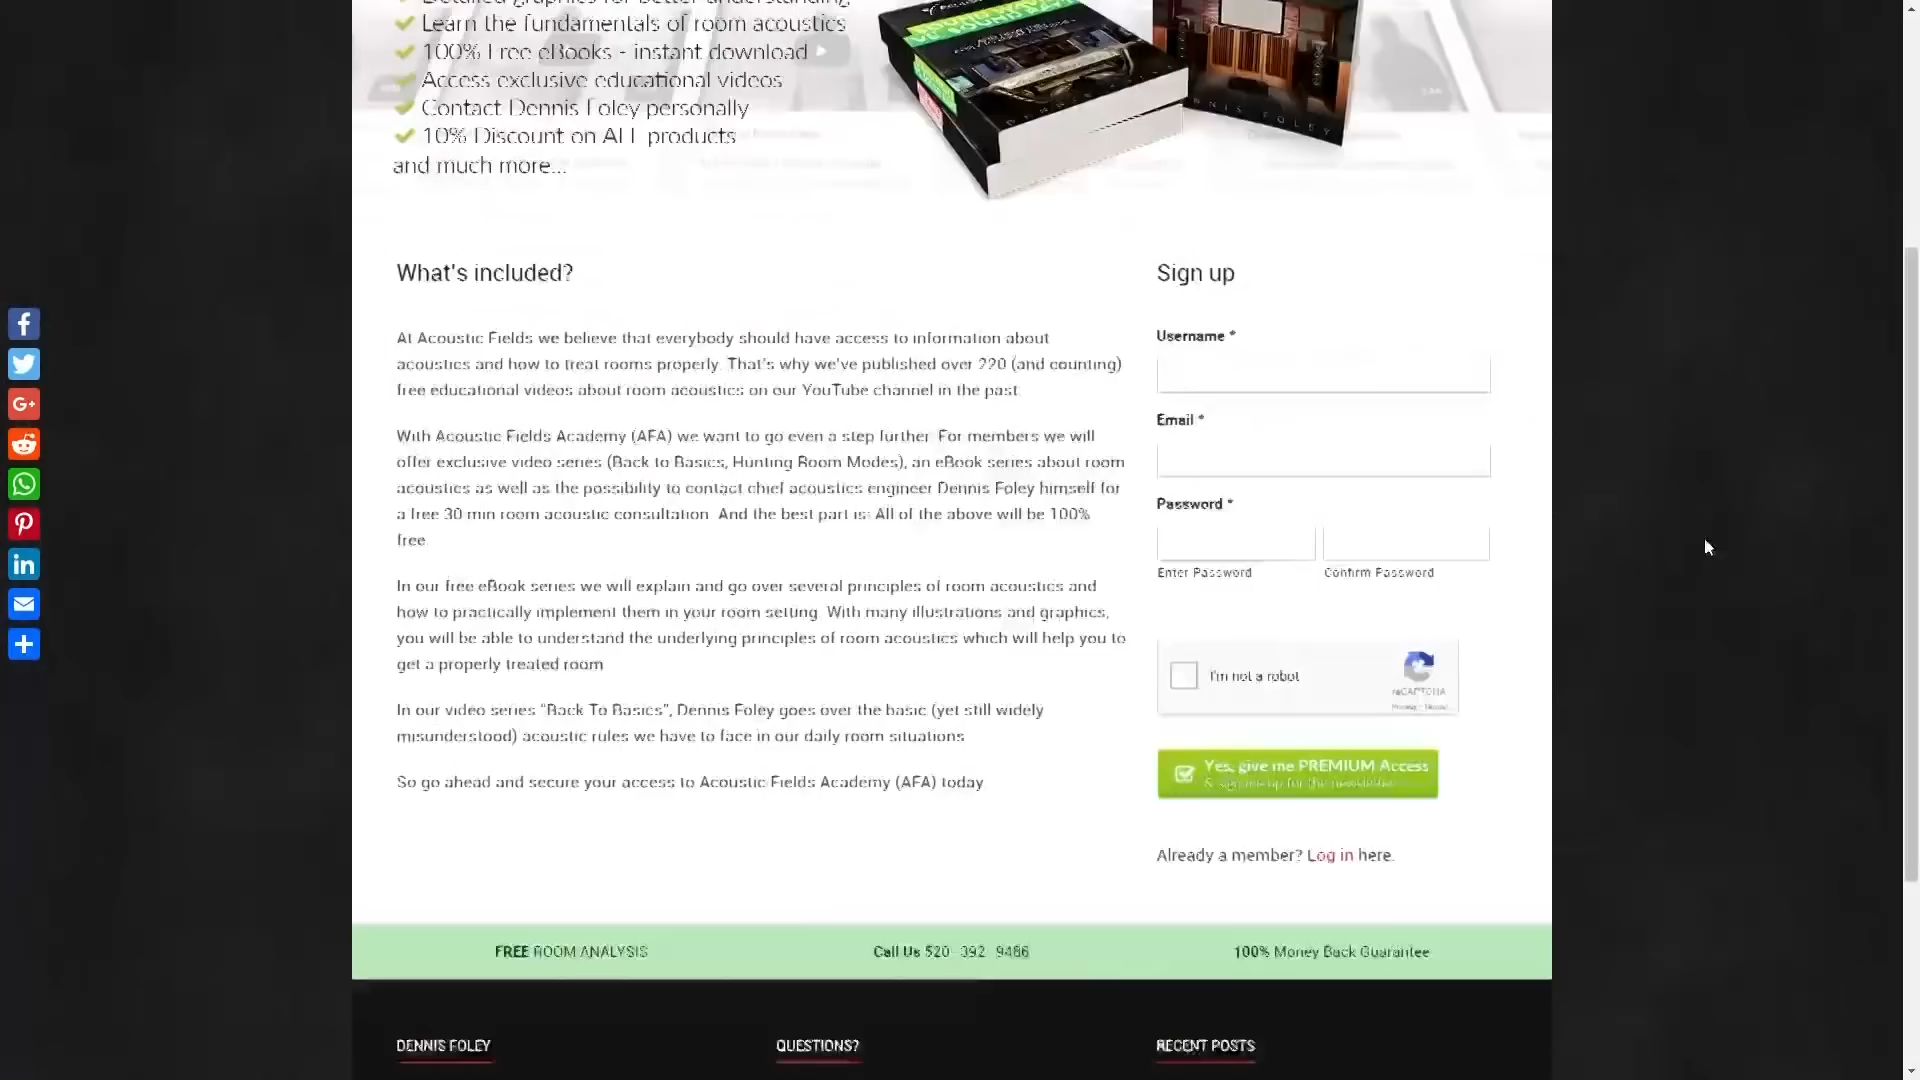 Detailed graphics for better understanding
Learn the fundamentals of room acoustics
100% Free eBooks - instant download
Access exclusive educational videos
Contact Dennis Foley personally
10% Discount on ALL products
and much more...
What's included?
Sign up
At Acoustic Fields we believe that everybody should have access to information about
acoustics and how to treat rooms properly. That's why we've published over 220 (and counting)
free educational videos about room acoustics on our YouTube channel in the past.
With Acoustic Fields Academy (AFA) we want to go even a step further. For members we will
offer exclusive video series (Back to Basics, Hunting Room Modes), an eBook series about room
acoustics as well as the possibility to contact chief acoustics engineer Dennis Foley himself for
a free 30 min room acoustic consultation. And the best part is: All of the above will be 100%
free.
In our free eBook series we will explain and go over several principles of room acoustics and
how to practically implement them in your room setting. With many illustrations and graphics,
you will be able to understand the underlying principles of room acoustics which will help you to
get a properly treated room.
In our video series "Back To Basics", Dennis Foley goes over the basic (yet still widely
misunderstood) acoustic rules we have to face in our daily room situations.
So go ahead and secure your access to Acoustic Fields Academy (AFA) today
Username *
Email *
Password *
Enter Password
Confirm Password
I'm not a robot
reCAPTCHA
Yes, give me PREMIUM Access
& sign me up for the newsletter
Already a member? Log in here.
FREE ROOM ANALYSIS
Call Us 520 - 392 - 9486
100% Money Back Guarantee
DENNIS FOLEY
QUESTIONS?
RECENT POSTS